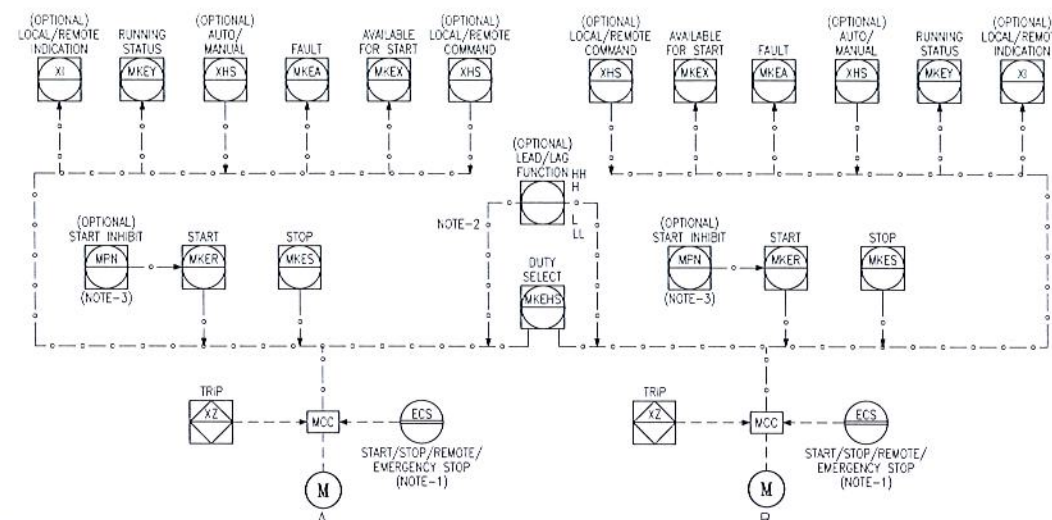 (OPTIONAL)
LOCAL/REMOTE
INDICATION
XI
RUNNING
STATUS
MKEY
(OPTIONAL)
AUTO/
MANUAL
XHS
FAULT
MKEA
AVAILABLE
FOR START
MKEX
(OPTIONAL)
LOCAL/REMOTE
COMMAND
XHS
(OPTIONAL)
LOCAL/REMOTE
COMMAND
XHS
AVAILABLE
FOR START
MKEX
FAULT
MKEA
(OPTIONAL)
AUTO/
MANUAL
XHS
RUNNING
STATUS
MKEY
(OPTIONAL)
LOCAL/REMOTE
INDICATION
XI
(OPTIONAL)
LEAD/LAG
FUNCTION
HH
H
L
LL
NOTE-2
(OPTIONAL)
START INHIBIT
MPN
(NOTE-3)
START
MKER
STOP
MKES
DUTY
SELECT
MKEHS
(OPTIONAL)
START INHIBIT
MPN
(NOTE-3)
START
MKER
STOP
MKES
TRIP
XZ
MCC
ECS
START/STOP/REMOTE/
EMERGENCY STOP
(NOTE-1)
M
A
TRIP
XZ
MCC
ECS
START/STOP/REMOTE/
EMERGENCY STOP
(NOTE-1)
M